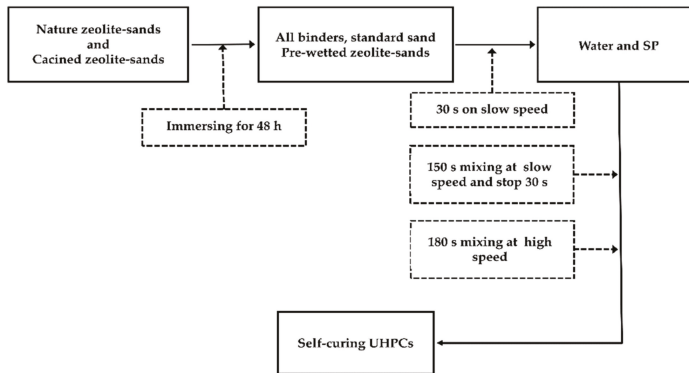 Nature zeolite-sands
and
Cacined zeolite-sands
All binders, standard sand
Pre-wetted zeolite-sands
Water and SP
Immersing for 48 h
30 s on slow speed
150 s mixing at slow
speed and stop 30 s
180 s mixing at high
speed
Self-curing UHPCs